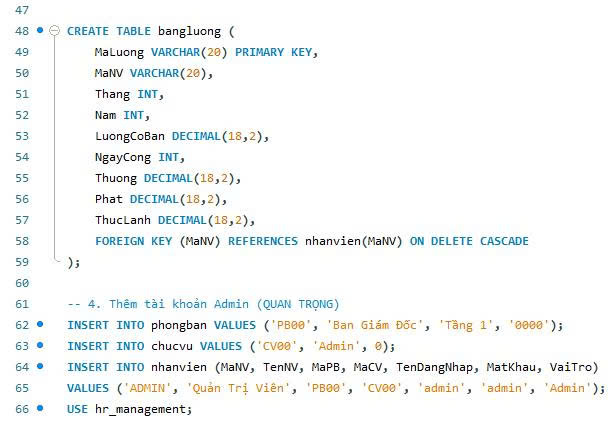 47
48 CREATE TABLE bangluong (
49 MaLuong VARCHAR(20) PRIMARY KEY,
50 MaNV VARCHAR(20),
51 Thang INT,
52 Nam INT,
53 LuongCoBan DECIMAL(18,2),
54 NgayCong INT,
55 Thuong DECIMAL(18,2),
56 Phat DECIMAL(18,2),
57 ThucLanh DECIMAL(18,2),
58 FOREIGN KEY (MaNV) REFERENCES nhanvien(MaNV) ON DELETE CASCADE
59 );
60
61 -- 4. Thêm tài khoản Admin (QUAN TRỌNG)
62 INSERT INTO phongban VALUES ('PB00', 'Ban Giám Đốc', 'Tầng 1', '0000');
63 INSERT INTO chucvu VALUES ('CV00', 'Admin', 0);
64 INSERT INTO nhanvien (MaNV, TenNV, MaPB, MaCV, TenDangNhap, MatKhau, VaiTro)
65 VALUES ('ADMIN', 'Quản Trị Viên', 'PB00', 'CV00', 'admin', 'admin', 'Admin');
66 USE hr_management;